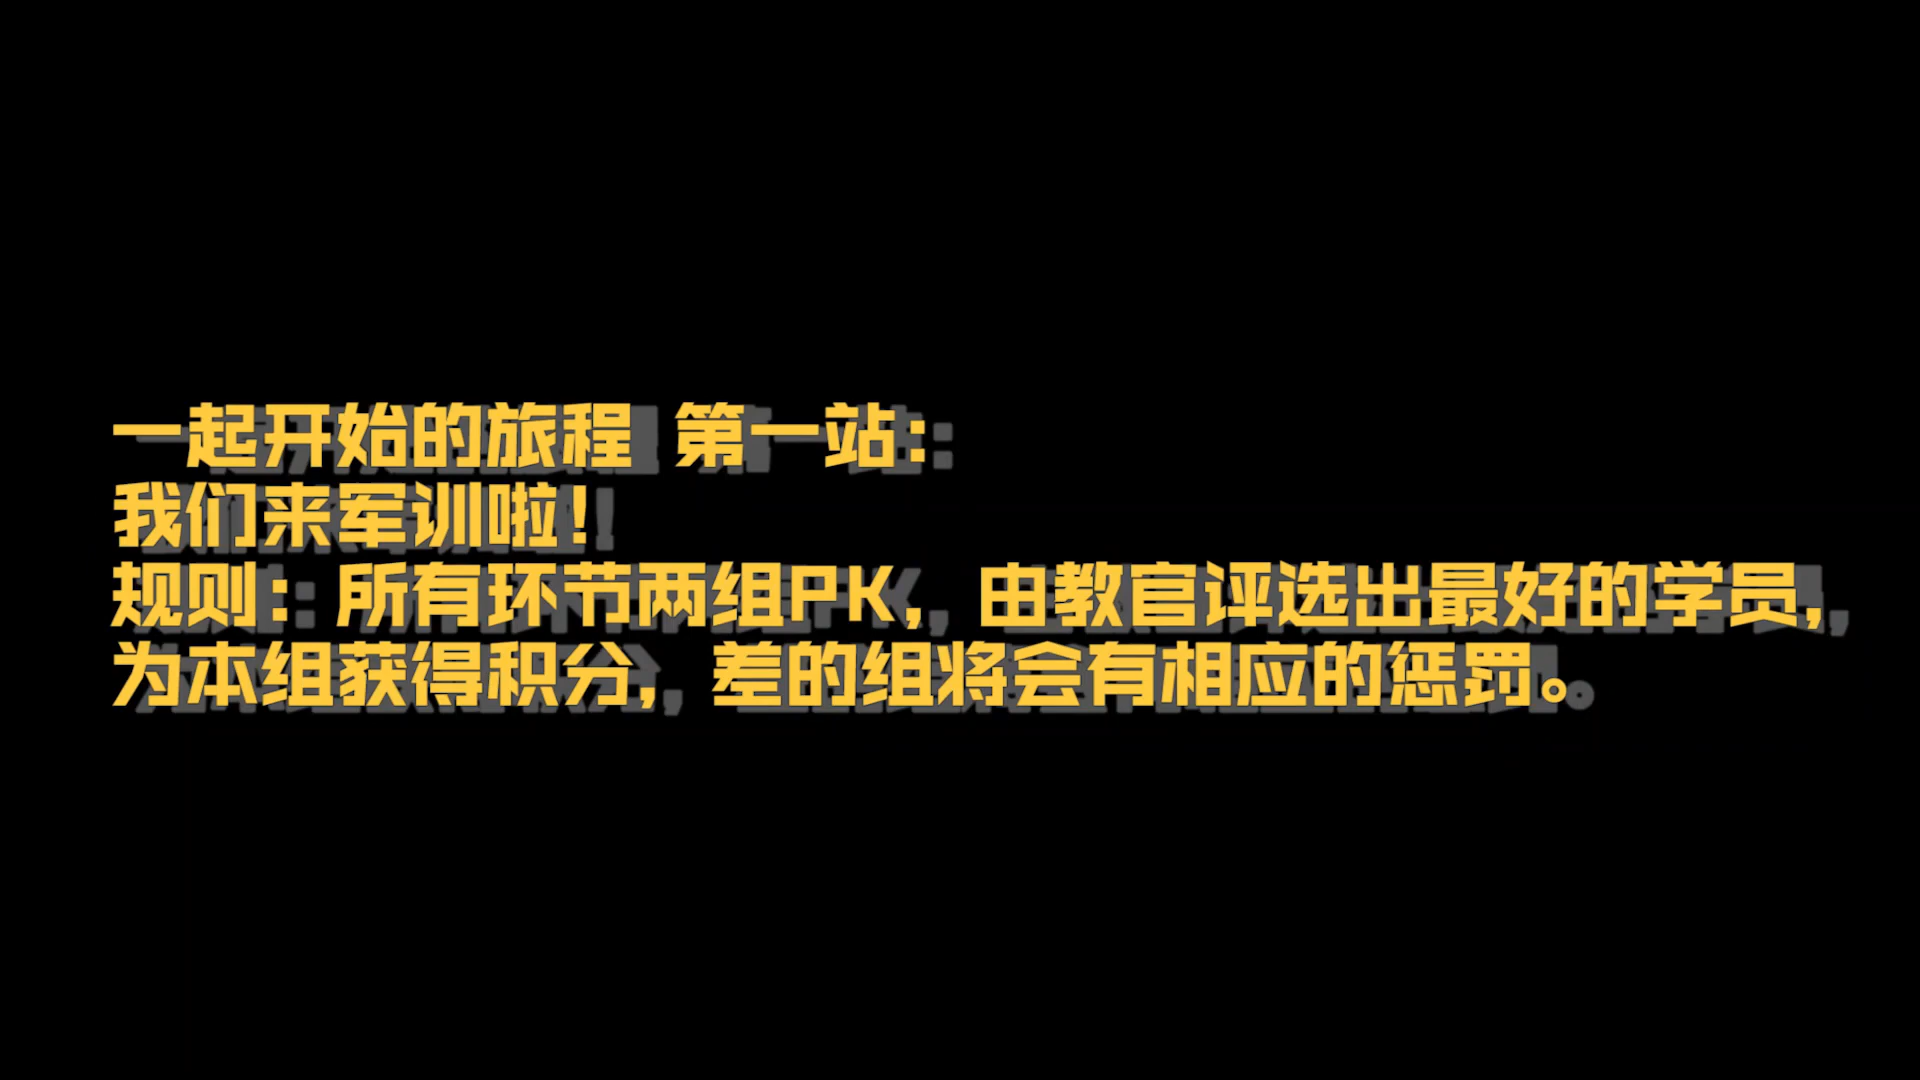 一起开始的旅程 第一站：
我们来军训啦！
规则：所有环节两组PK，由教官评选出最好的学员，
为本组获得积分，差的组将会有相应的惩罚。